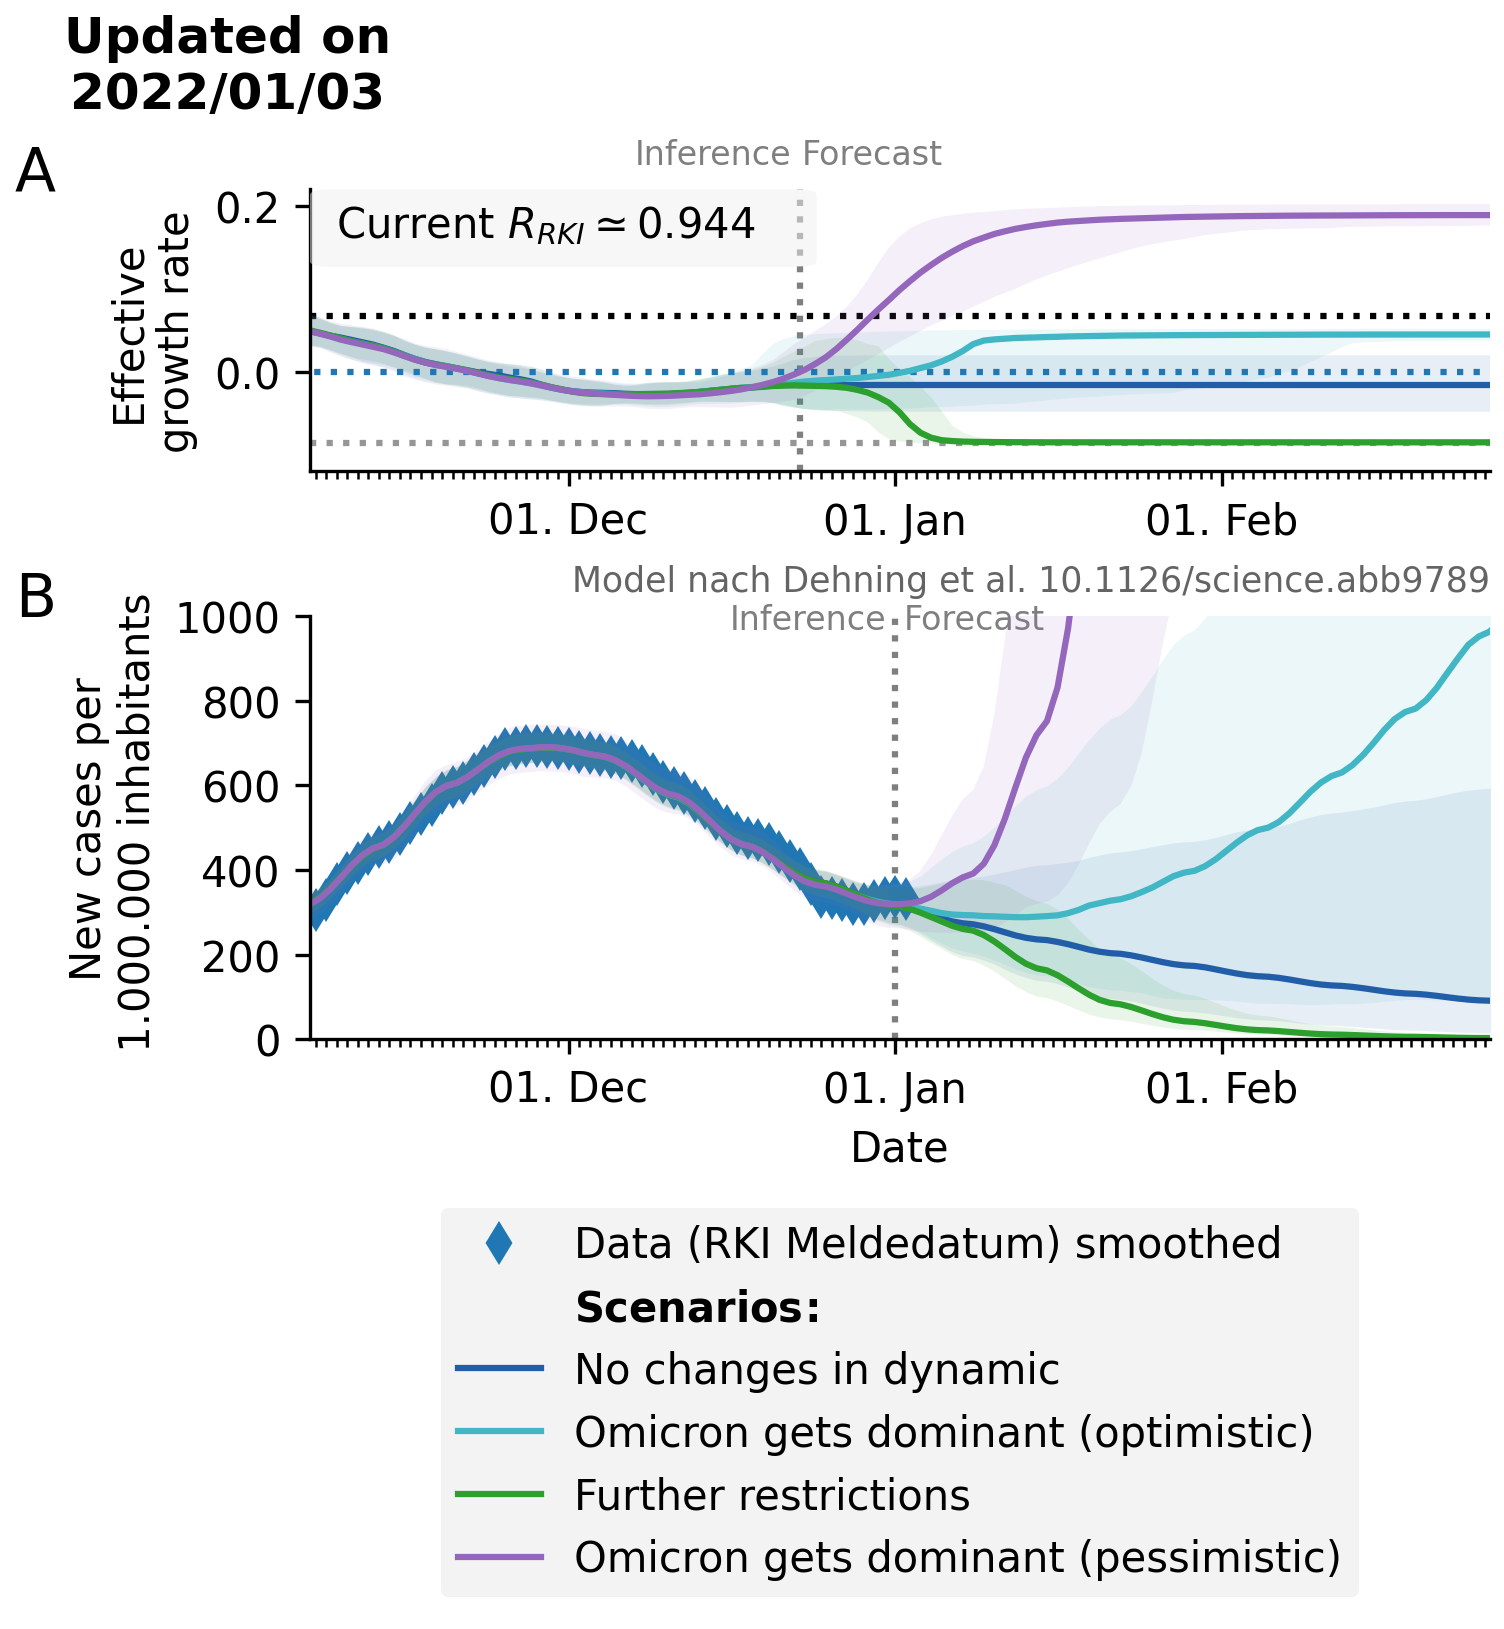 Updated on
2022/01/03
A
Inference Forecast
Current R_RKI ≃ 0.944
Effective
growth rate
0.2
0.0
01. Dec
01. Jan
01. Feb
B
Model nach Dehning et al. 10.1126/science.abb9789
Inference Forecast
New cases per
1.000.000 inhabitants
1000
800
600
400
200
0
01. Dec
01. Jan
01. Feb
Date
Data (RKI Meldedatum) smoothed
Scenarios:
No changes in dynamic
Omicron gets dominant (optimistic)
Further restrictions
Omicron gets dominant (pessimistic)